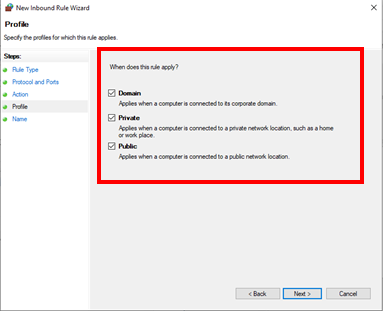 New Inbound Rule Wizard
Profile
Specify the profiles for which this rule applies.
Steps:
Rule Type
Protocol and Ports
Action
Profile
Name
When does this rule apply?
Domain
Applies when a computer is connected to its corporate domain.
Private
Applies when a computer is connected to a private network location, such as a home
or work place.
Public
Applies when a computer is connected to a public network location.
< Back
Next >
Cancel